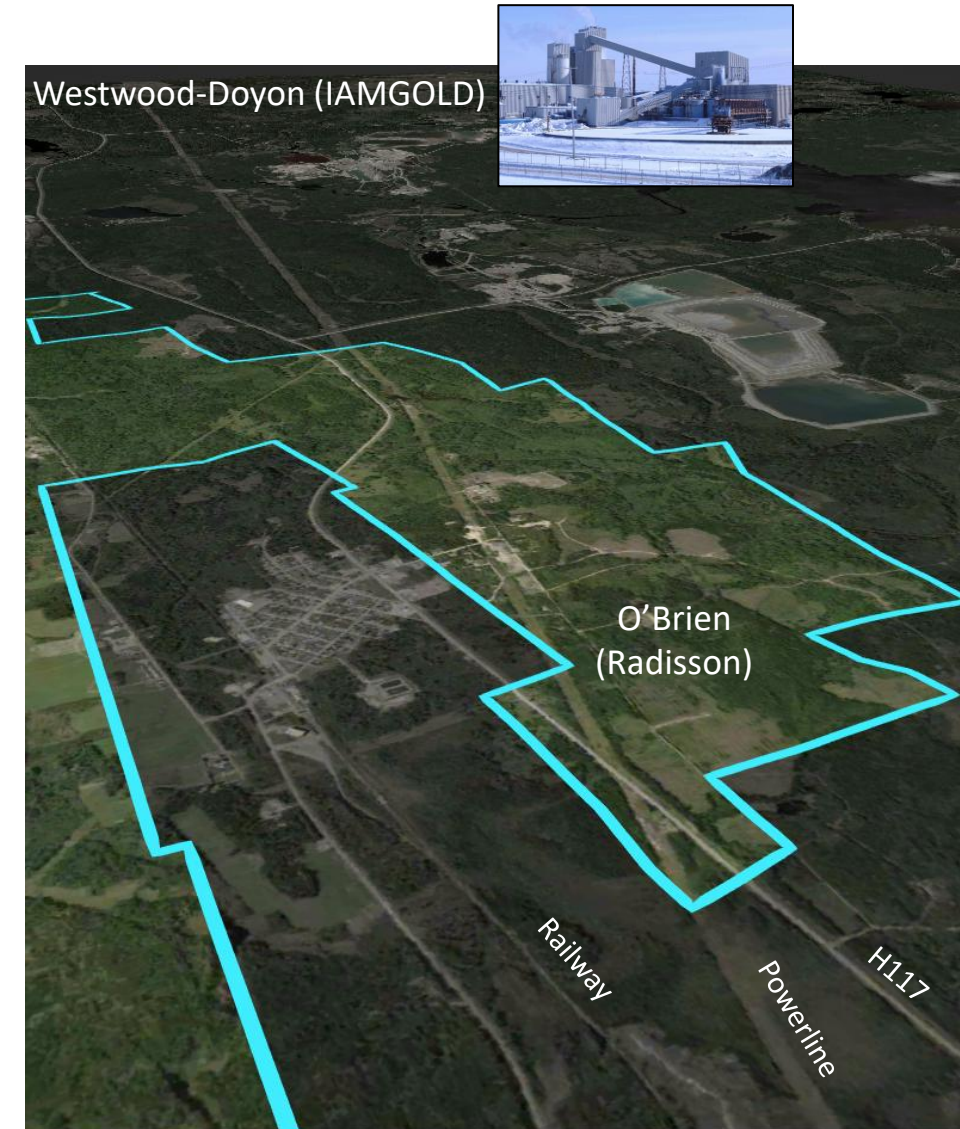 Westwood-Doyon (IAMGOLD)
O’Brien
(Radisson)
Railway
Powerline
H117